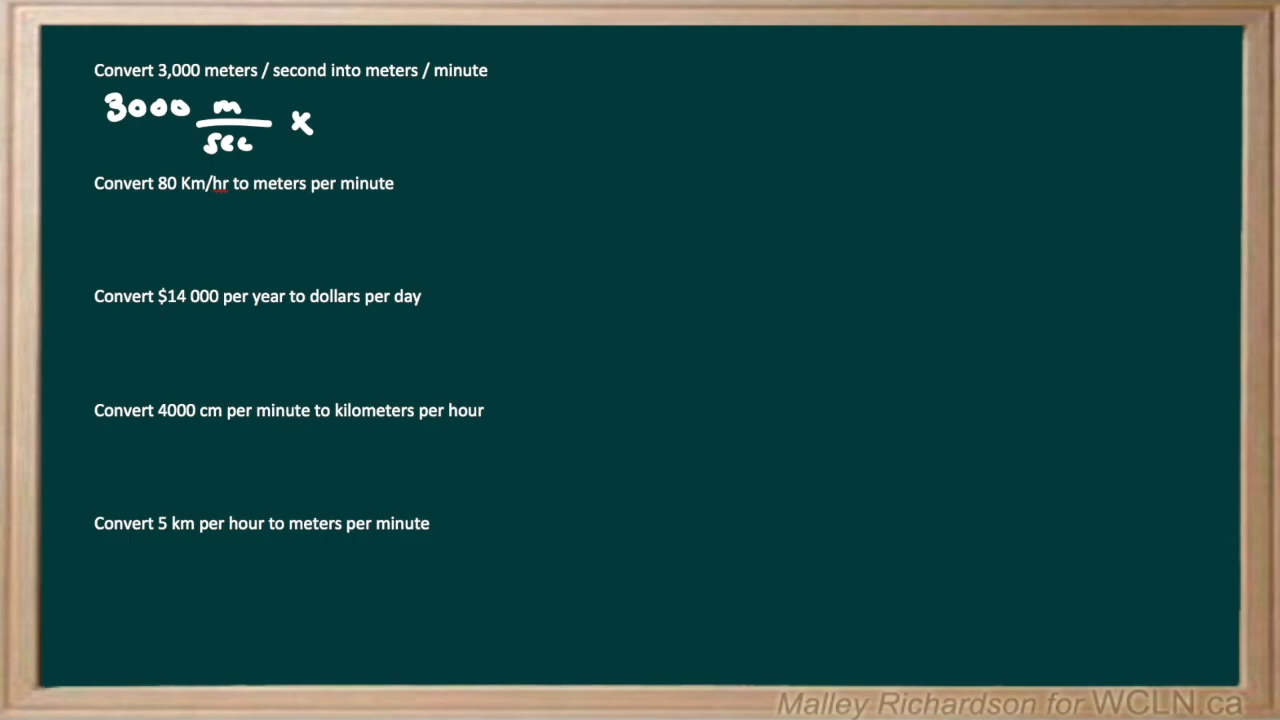 Convert 3,000 meters / second into meters / minute
3000 m
sec x
Convert 80 Km/hr to meters per minute
Convert $14 000 per year to dollars per day
Convert 4000 cm per minute to kilometers per hour
Convert 5 km per hour to meters per minute
Malley Richardson for WCLN.ca